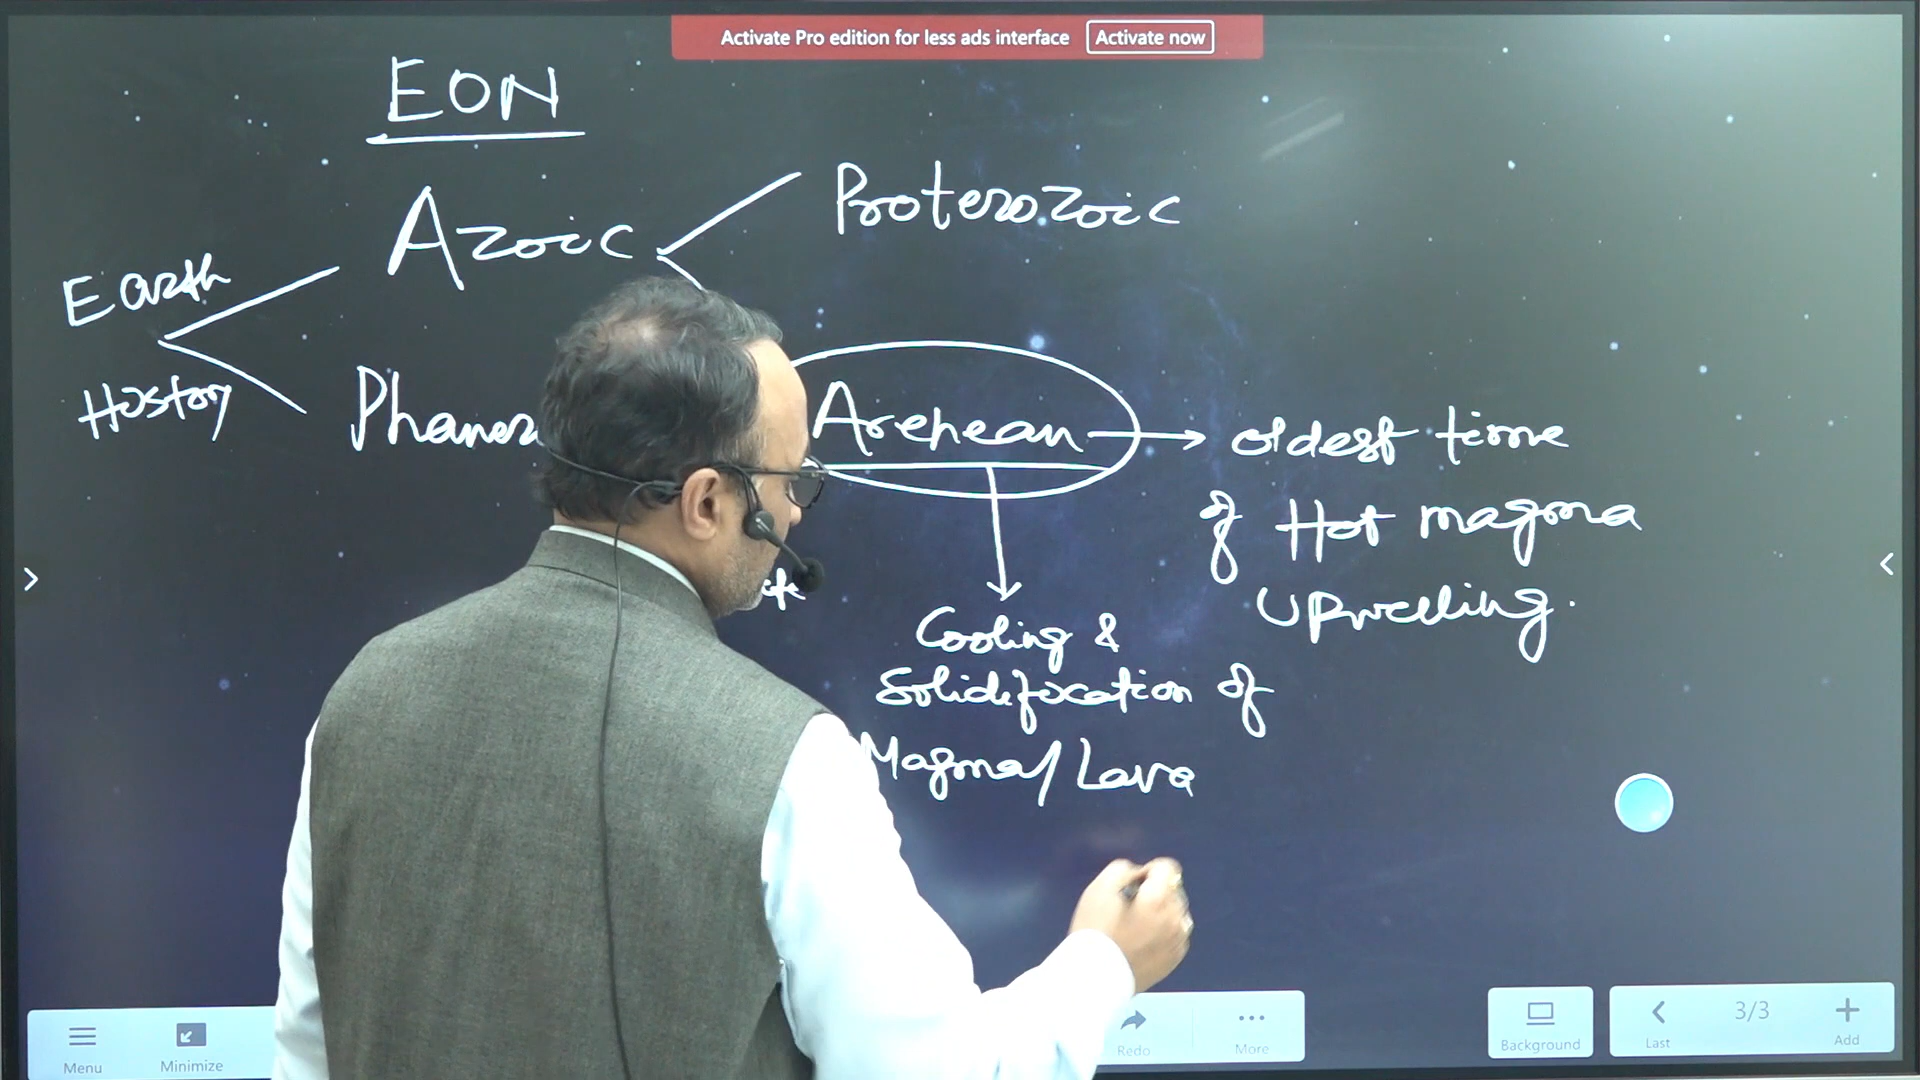 Activate Pro edition for less ads interface Activate now
EON
Azoic
Proterozoic
Earth
History
Archean
oldest time
of Hot magma
upwelling.
Cooling &
Solidification of
Magma/Lava
Menu
Minimize
Redo
More
Background
Last
3/3
Add